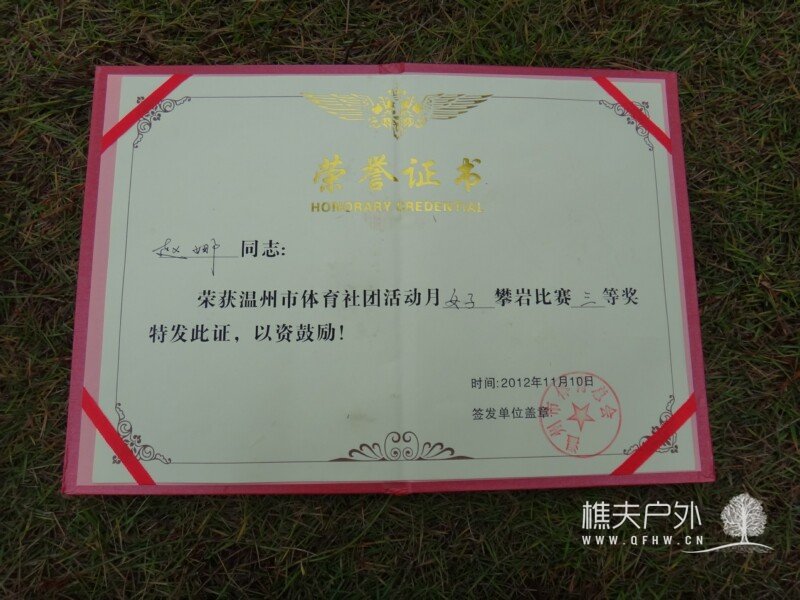 荣誉证书
HONORARY CREDENTIAL
赵娜 同志:
荣获温州市体育社团活动月女子攀岩比赛三等奖
特发此证，以资鼓励!
时间:2012年11月10日
签发单位盖章
樵夫户外
WWW.QFHW.CN